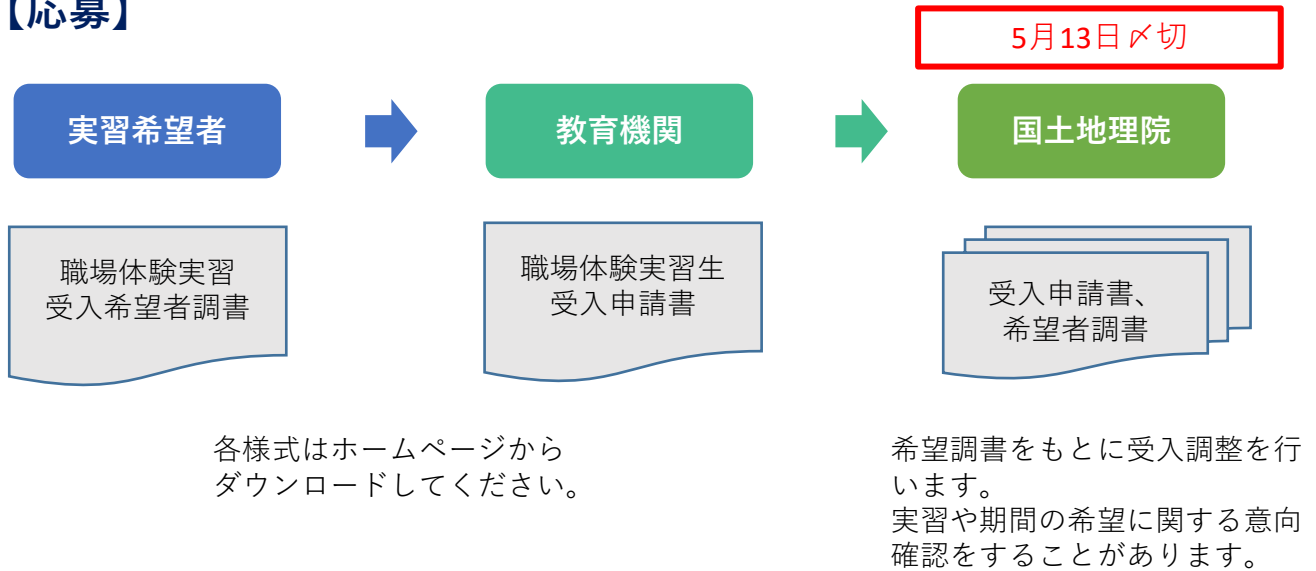 【応募】
5月13日〆切
実習希望者
教育機関
国土地理院
職場体験実習
受入希望者調書
職場体験実習生
受入申請書
受入申請書、
希望者調書
各様式はホームページから
ダウンロードしてください。
希望調書をもとに受入調整を行
います。
実習や期間の希望に関する意向
確認をすることがあります。